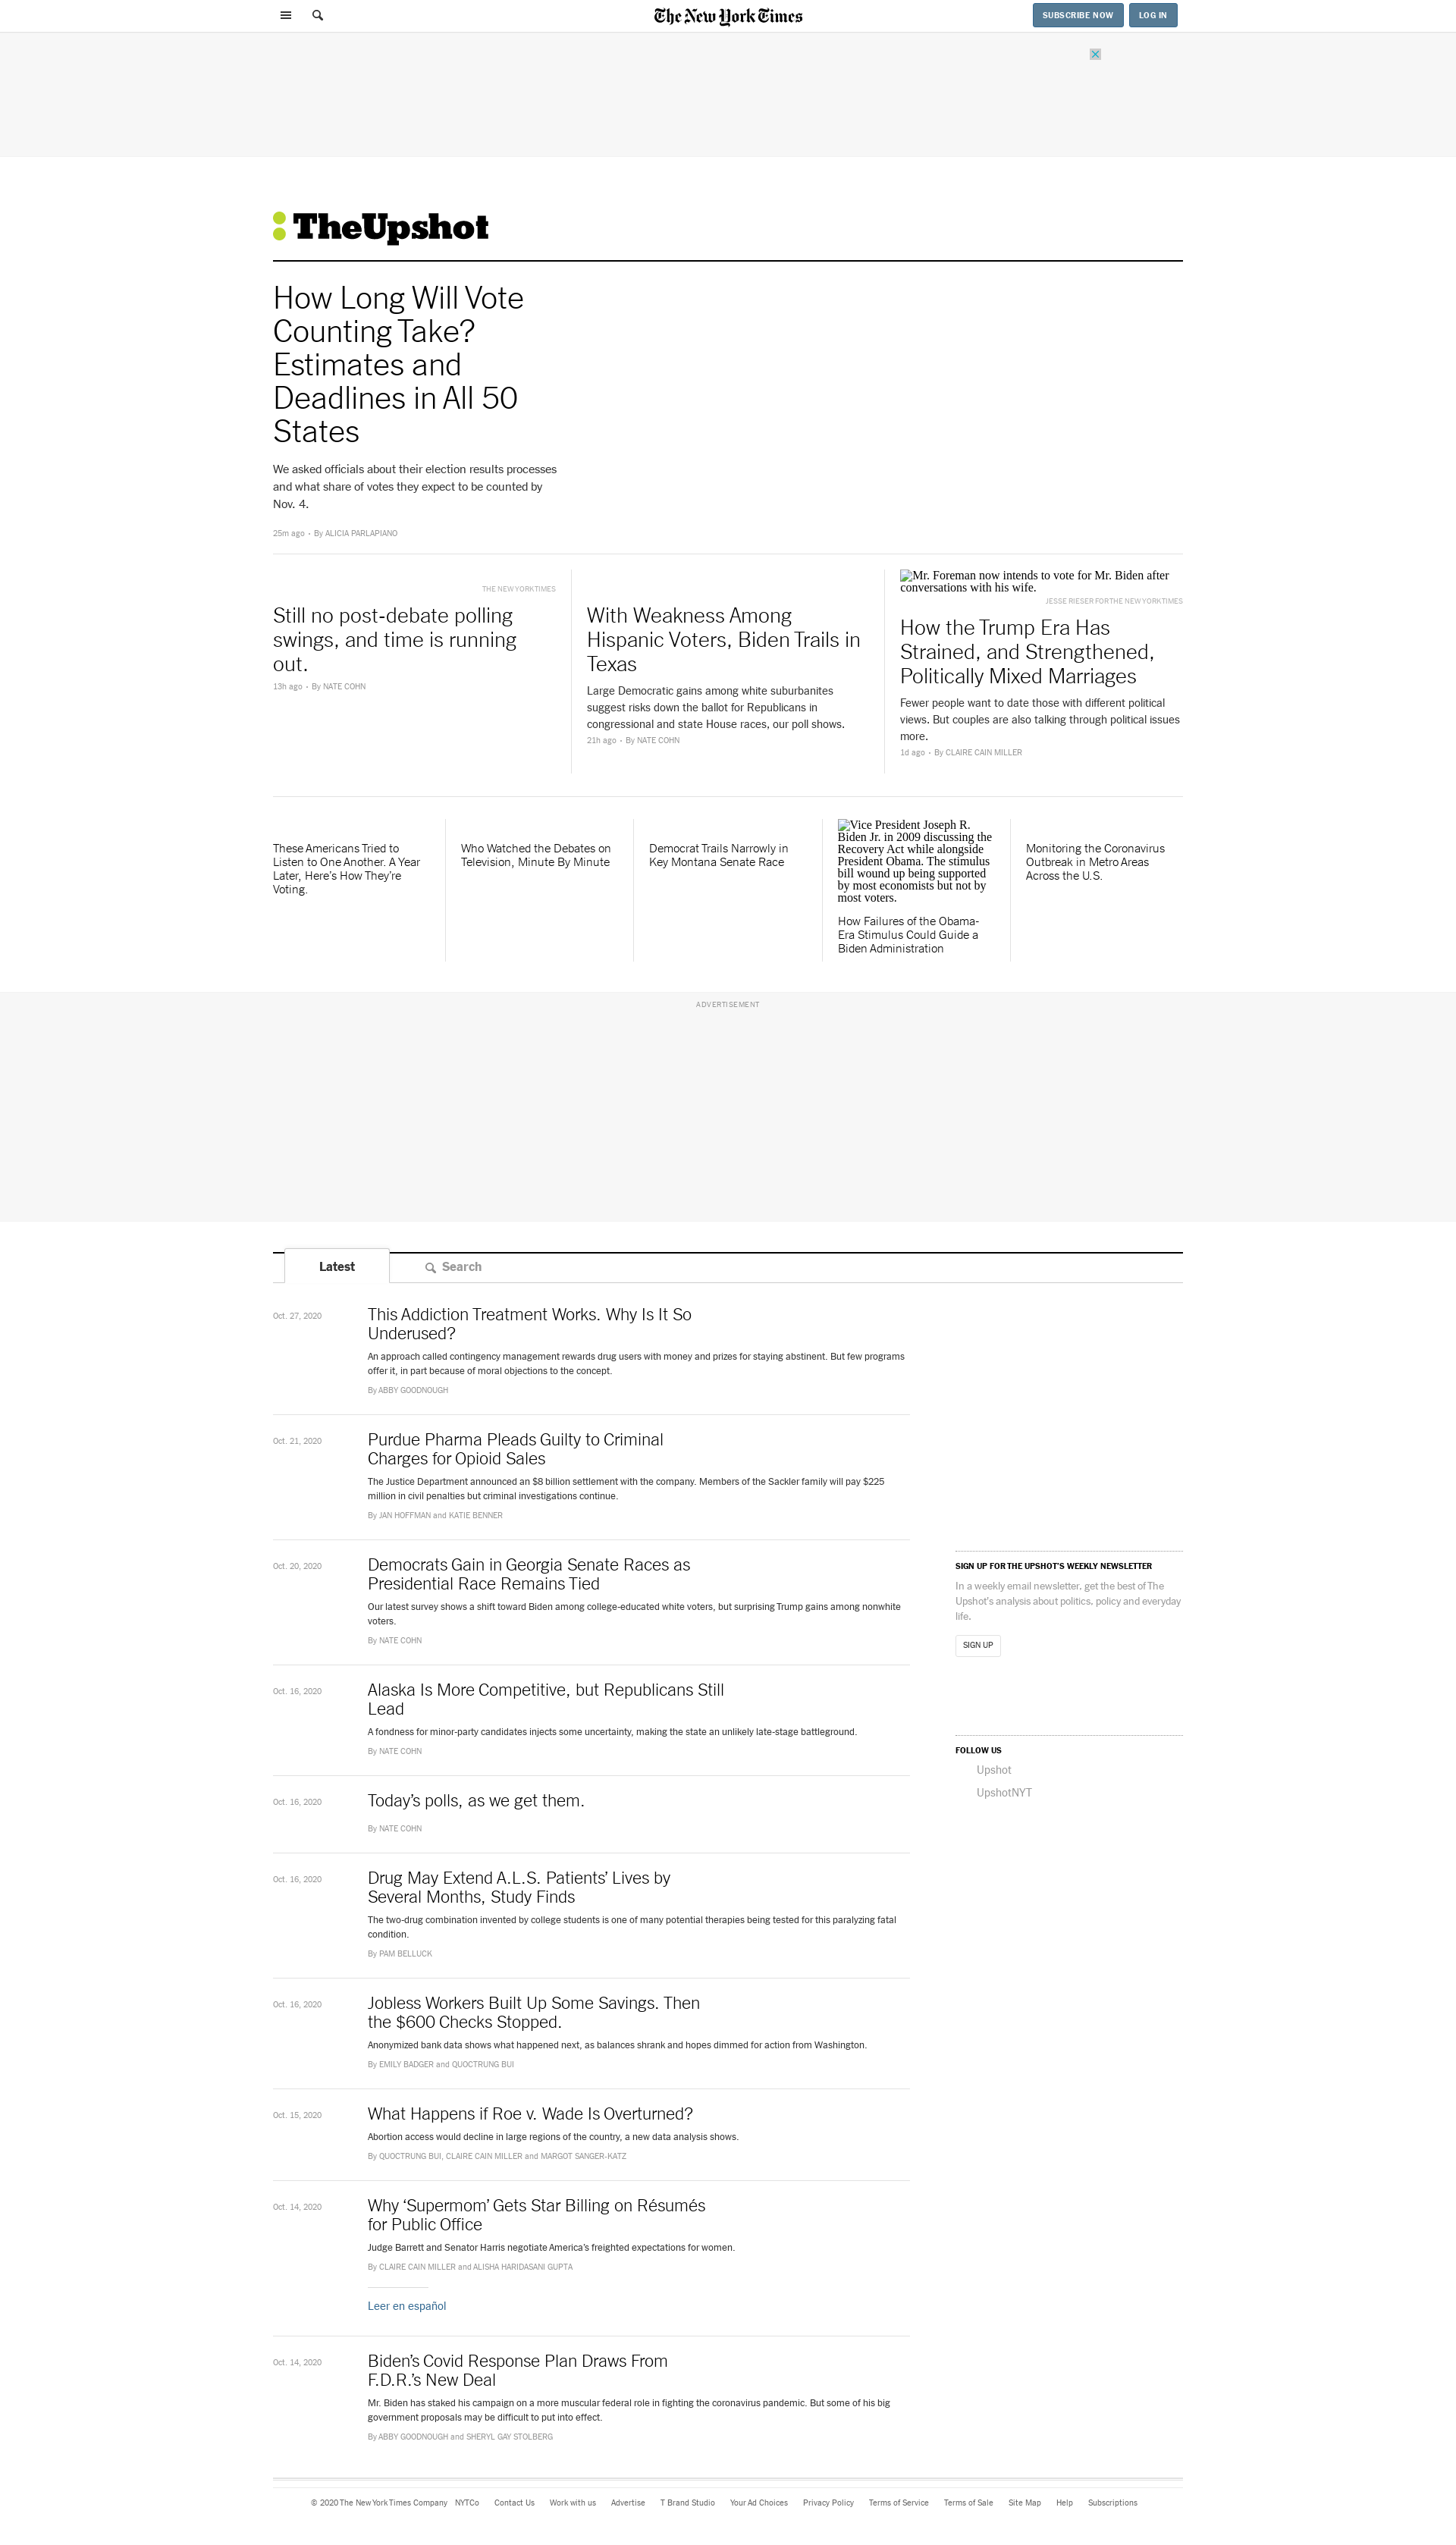 The New York Times
SUBSCRIBE NOW
LOG IN
TheUpshot
How Long Will Vote
Counting Take?
Estimates and
Deadlines in All 50
States
We asked officials about their election results processes
and what share of votes they expect to be counted by
Nov. 4.
25m ago • By ALICIA PARLAPIANO
THE NEW YORK TIMES
Still no post-debate polling
swings, and time is running
out.
13h ago • By NATE COHN
With Weakness Among
Hispanic Voters, Biden Trails in
Texas
Large Democratic gains among white suburbanites
suggest risks down the ballot for Republicans in
congressional and state House races, our poll shows.
21h ago • By NATE COHN
Mr. Foreman now intends to vote for Mr. Biden after
conversations with his wife.
JESSE RIESER FOR THE NEW YORK TIMES
How the Trump Era Has
Strained, and Strengthened,
Politically Mixed Marriages
Fewer people want to date those with different political
views. But couples are also talking through political issues
more.
1d ago • By CLAIRE CAIN MILLER
These Americans Tried to
Listen to One Another. A Year
Later, Here’s How They’re
Voting.
Who Watched the Debates on
Television, Minute By Minute
Democrat Trails Narrowly in
Key Montana Senate Race
Vice President Joseph R.
Biden Jr. in 2009 discussing the
Recovery Act while alongside
President Obama. The stimulus
bill wound up being supported
by most economists but not by
most voters.
How Failures of the Obama-
Era Stimulus Could Guide a
Biden Administration
Monitoring the Coronavirus
Outbreak in Metro Areas
Across the U.S.
ADVERTISEMENT
Latest
Search
Oct. 27, 2020
This Addiction Treatment Works. Why Is It So
Underused?
An approach called contingency management rewards drug users with money and prizes for staying abstinent. But few programs
offer it, in part because of moral objections to the concept.
By ABBY GOODNOUGH
Oct. 21, 2020
Purdue Pharma Pleads Guilty to Criminal
Charges for Opioid Sales
The Justice Department announced an $8 billion settlement with the company. Members of the Sackler family will pay $225
million in civil penalties but criminal investigations continue.
By JAN HOFFMAN and KATIE BENNER
Oct. 20, 2020
Democrats Gain in Georgia Senate Races as
Presidential Race Remains Tied
Our latest survey shows a shift toward Biden among college-educated white voters, but surprising Trump gains among nonwhite
voters.
By NATE COHN
Oct. 16, 2020
Alaska Is More Competitive, but Republicans Still
Lead
A fondness for minor-party candidates injects some uncertainty, making the state an unlikely late-stage battleground.
By NATE COHN
Oct. 16, 2020
Today’s polls, as we get them.
By NATE COHN
Oct. 16, 2020
Drug May Extend A.L.S. Patients’ Lives by
Several Months, Study Finds
The two-drug combination invented by college students is one of many potential therapies being tested for this paralyzing fatal
condition.
By PAM BELLUCK
Oct. 16, 2020
Jobless Workers Built Up Some Savings. Then
the $600 Checks Stopped.
Anonymized bank data shows what happened next, as balances shrank and hopes dimmed for action from Washington.
By EMILY BADGER and QUOCTRUNG BUI
Oct. 15, 2020
What Happens if Roe v. Wade Is Overturned?
Abortion access would decline in large regions of the country, a new data analysis shows.
By QUOCTRUNG BUI, CLAIRE CAIN MILLER and MARGOT SANGER-KATZ
Oct. 14, 2020
Why ‘Supermom’ Gets Star Billing on Résumés
for Public Office
Judge Barrett and Senator Harris negotiate America’s freighted expectations for women.
By CLAIRE CAIN MILLER and ALISHA HARIDASANI GUPTA
Leer en español
Oct. 14, 2020
Biden’s Covid Response Plan Draws From
F.D.R.’s New Deal
Mr. Biden has staked his campaign on a more muscular federal role in fighting the coronavirus pandemic. But some of his big
government proposals may be difficult to put into effect.
By ABBY GOODNOUGH and SHERYL GAY STOLBERG
SIGN UP FOR THE UPSHOT’S WEEKLY NEWSLETTER
In a weekly email newsletter, get the best of The
Upshot’s analysis about politics, policy and everyday
life.
SIGN UP
FOLLOW US
Upshot
UpshotNYT
© 2020 The New York Times Company NYTCo Contact Us Work with us Advertise T Brand Studio Your Ad Choices Privacy Policy Terms of Service Terms of Sale Site Map Help Subscriptions